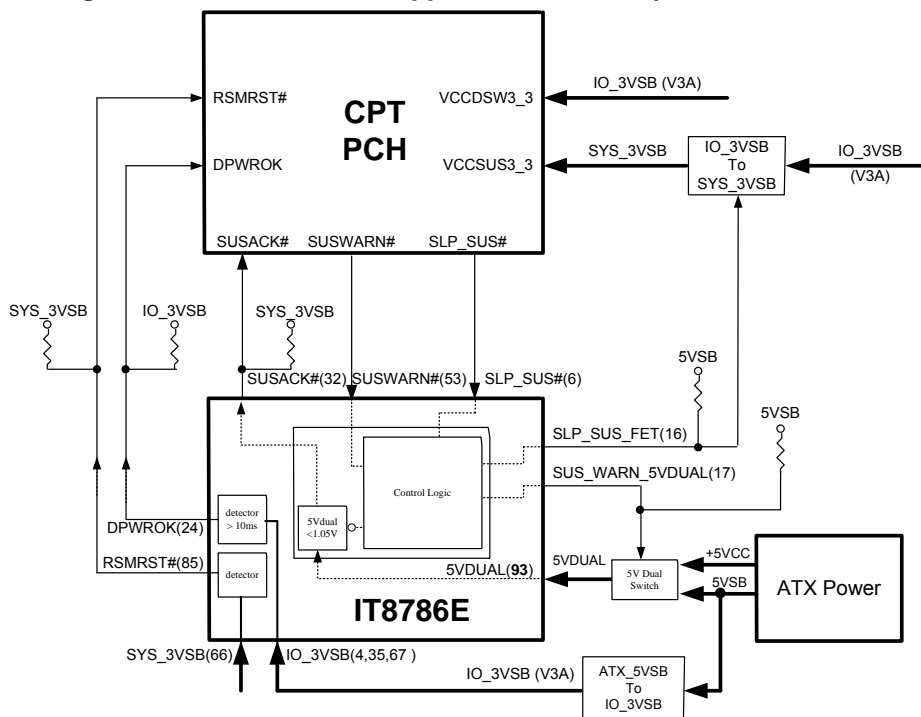 RSMRST#
CPT
PCH
VCCDSW3_3
IO_3VSB (V3A)
DPWROK
VCCSUS3_3
SYS_3VSB
IO_3VSB
To
SYS_3VSB
IO_3VSB
(V3A)
SUSACK#
SUSWARN#
SLP_SUS#
SYS_3VSB
IO_3VSB
SYS_3VSB
5VSB
SUSACK#(32)
SUSWARN#(53)
SLP_SUS#(6)
5VSB
SLP_SUS_FET(16)
SUS_WARN_5VDUAL(17)
Control Logic
detector
> 10ms
5Vdual
<1.05V
DPWROK(24)
RSMRST#(85)
detector
5VDUAL(93)
5VDUAL
5V Dual
Switch
+5VCC
5VSB
ATX Power
IT8786E
SYS_3VSB(66)
IO_3VSB(4,35,67 )
IO_3VSB (V3A)
ATX_5VSB
To
IO_3VSB